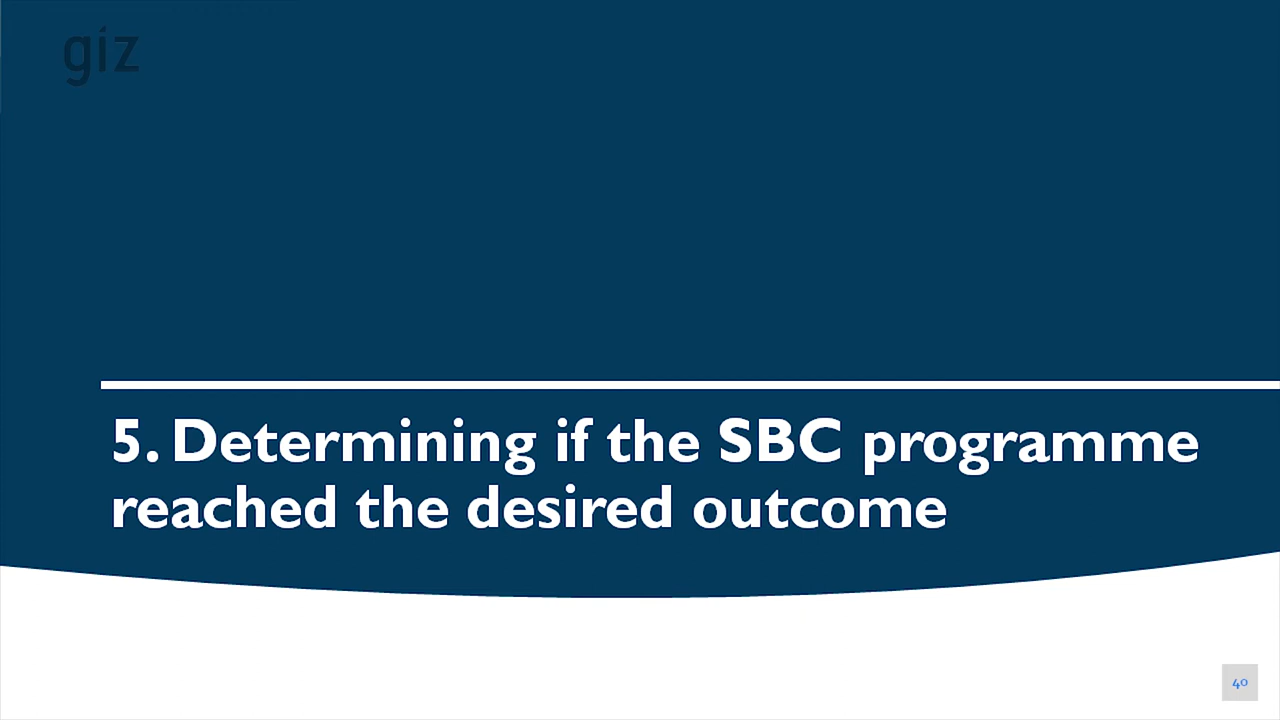 giz
5. Determining if the SBC programme
reached the desired outcome
40